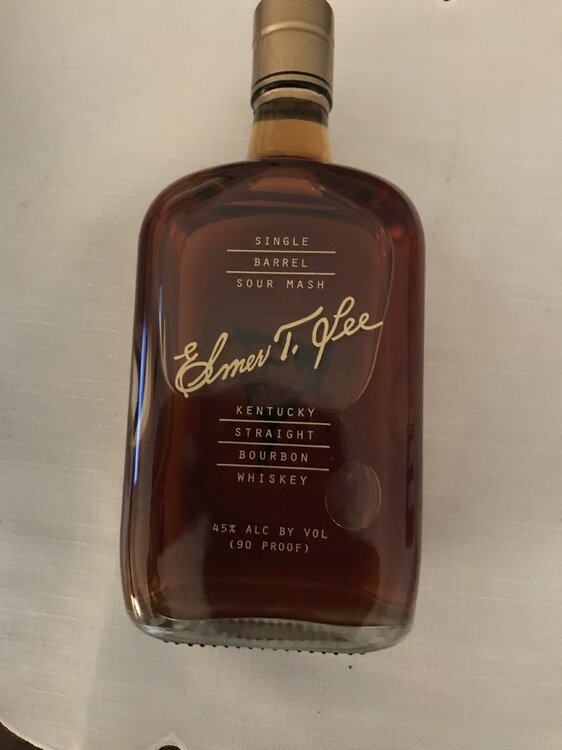 SINGLE
BARREL
SOUR MASH
Elmer T. Lee
KENTUCKY
STRAIGHT
BOURBON
WHISKEY
45% ALC BY VOL
(90 PROOF)